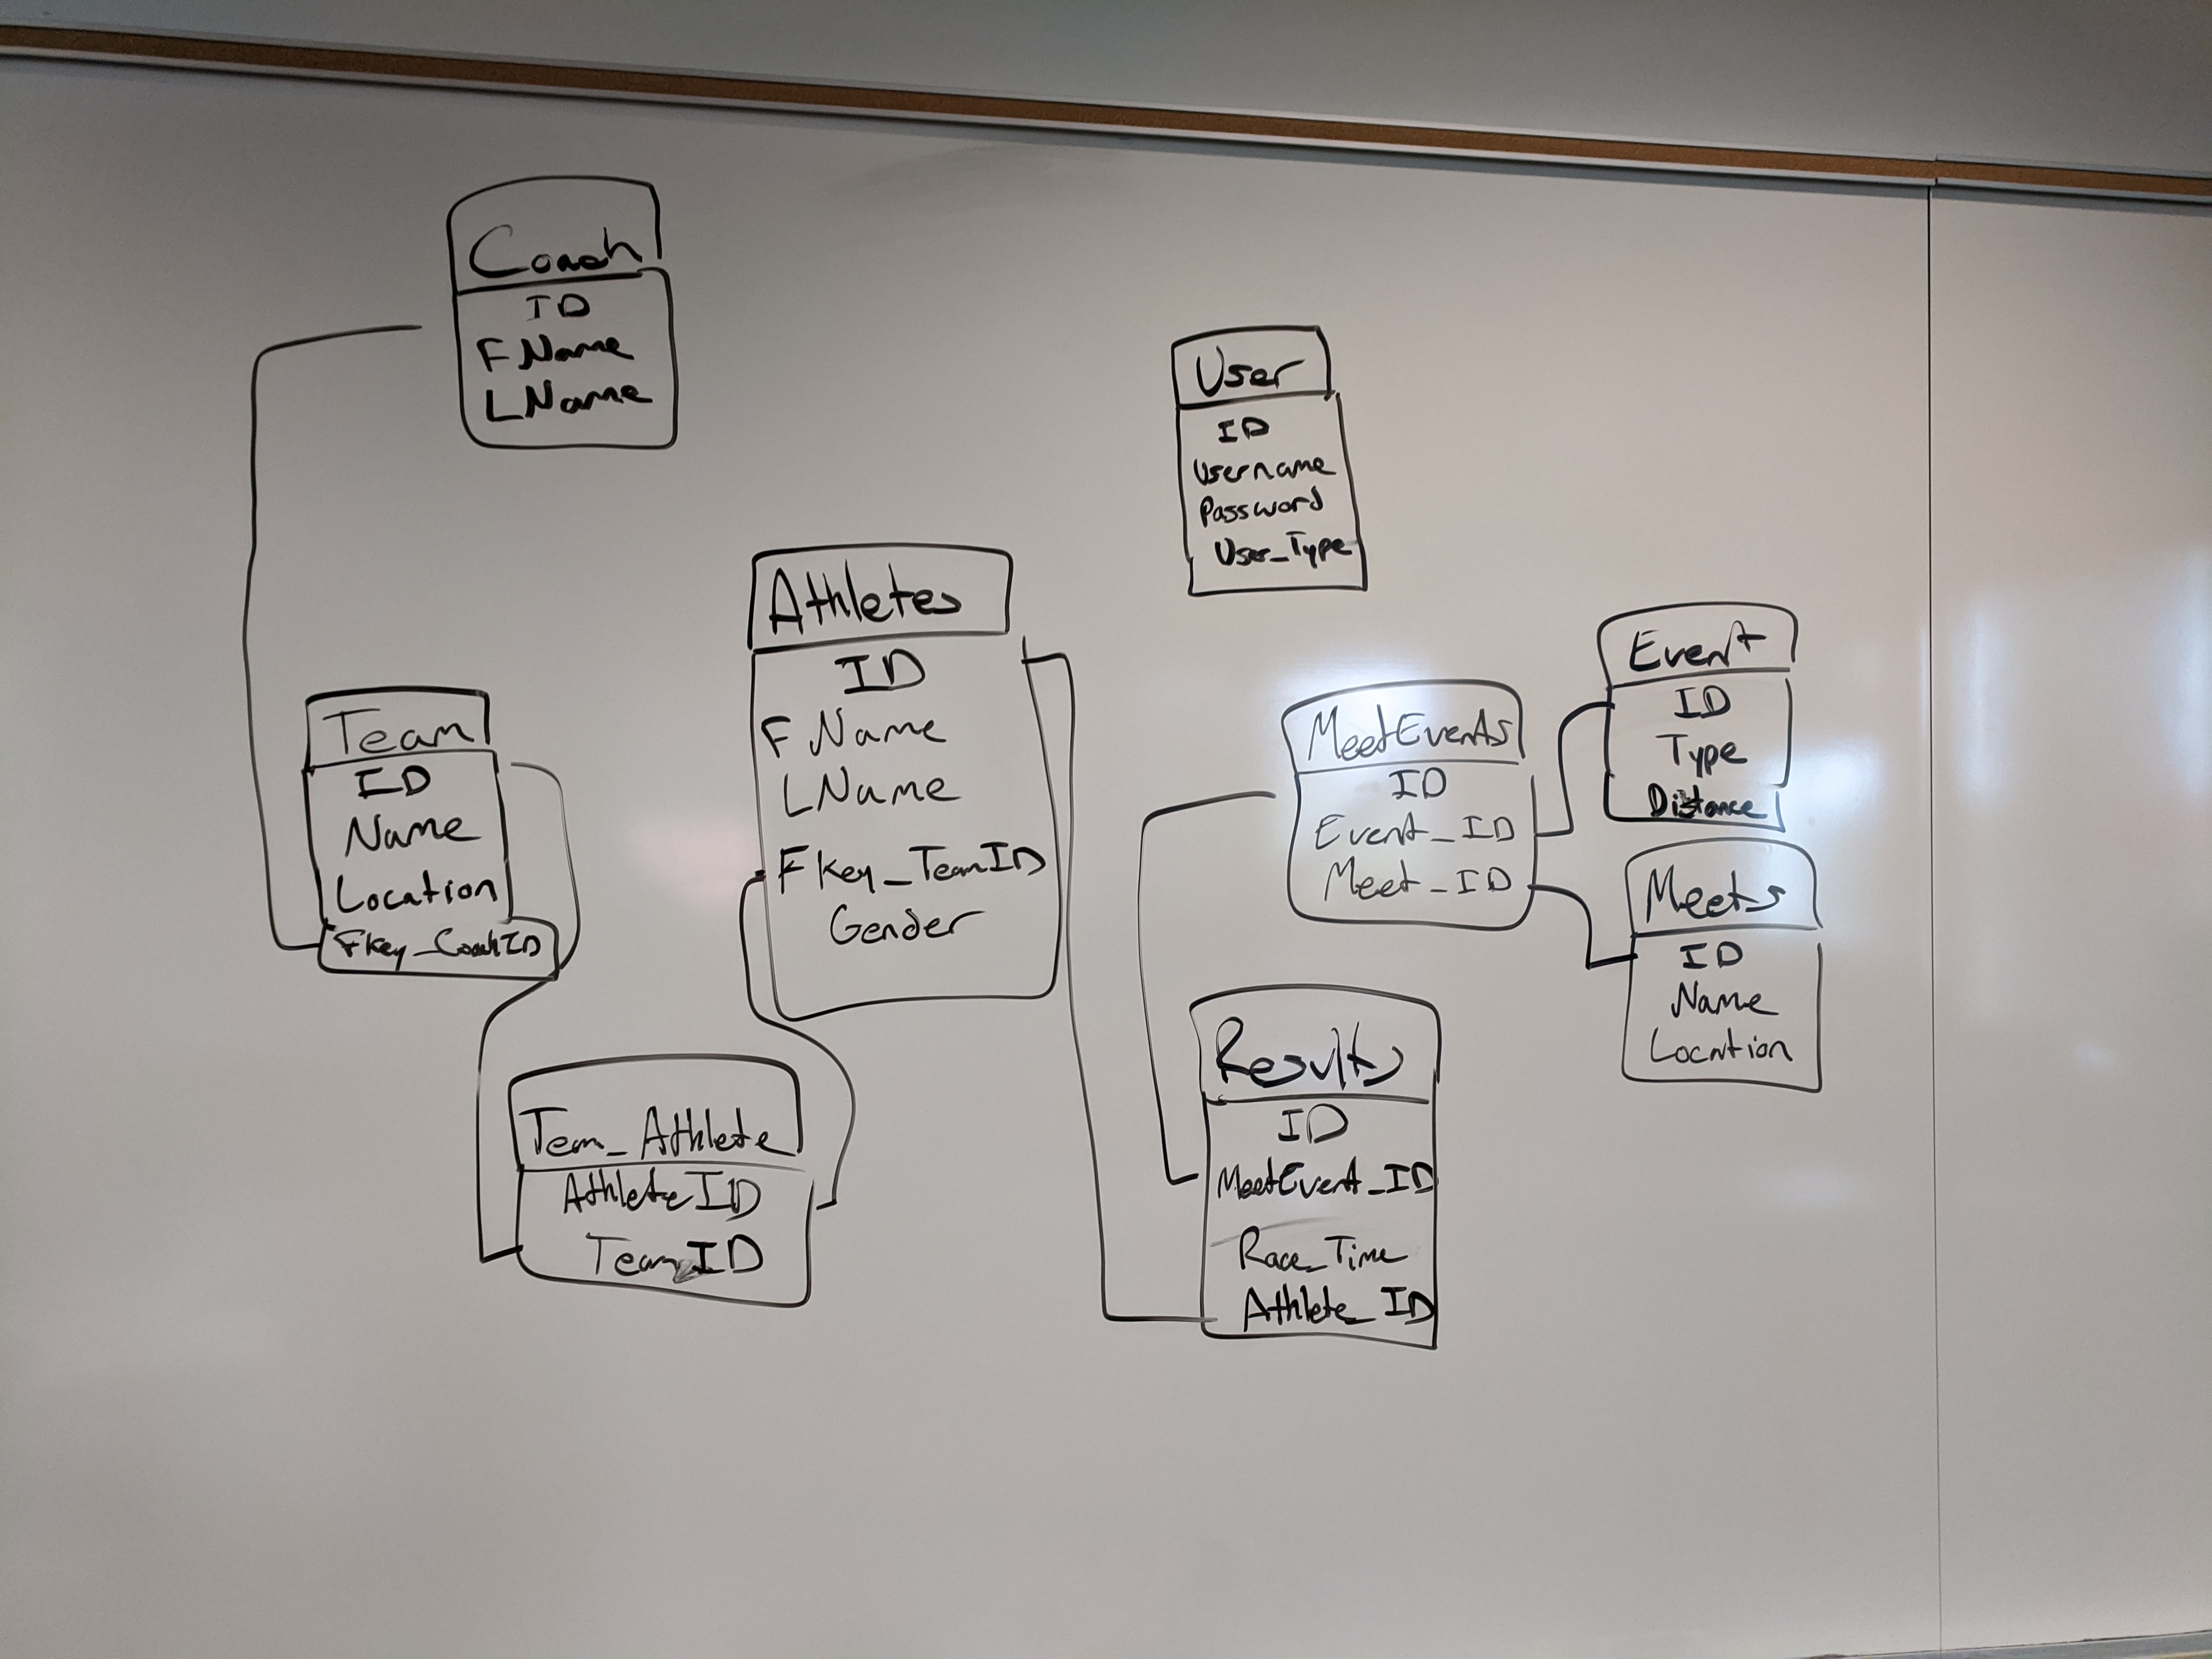 Coach
ID
FName
LName
User
ID
Username
Password
User_Type
Athletes
ID
FName
LName
Fkey_TeamID
Gender
Team
ID
Name
Location
Fkey_CoachID
Event
ID
Type
Distance
MeetEvents
ID
Event_ID
Meet_ID
Meets
ID
Name
Location
Team_Athlete
AthleteID
TeamID
Results
ID
MeetEvent_ID
Race_Time
Athlete_ID